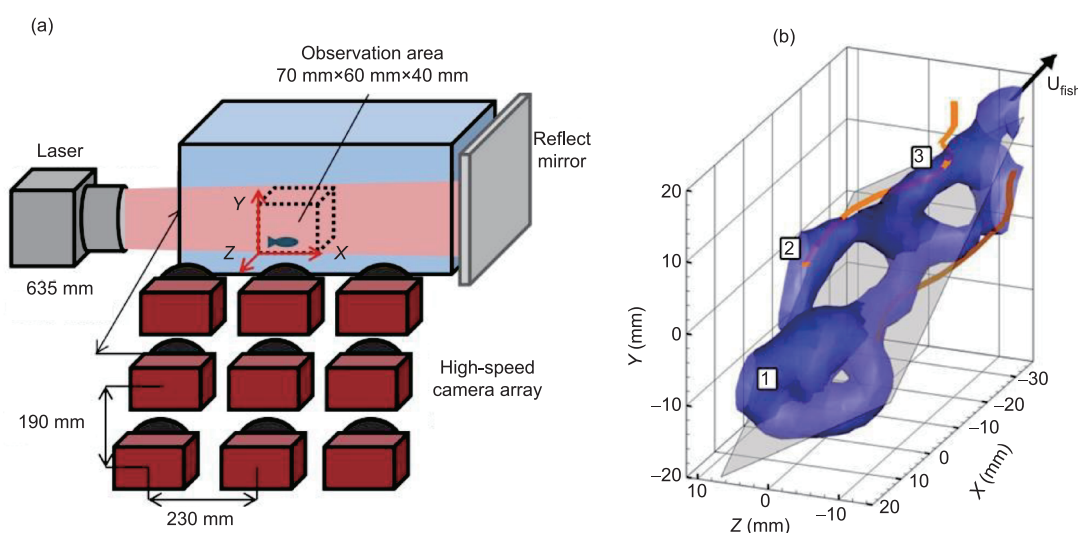 (a)
Observation area
70 mm×60 mm×40 mm
Laser
Reflect
mirror
Y
Z
X
635 mm
High-speed
camera array
190 mm
230 mm
(b)
U fish
3
2
1
20
10
0
–10
–20
Y (mm)
10
0
–10
Z (mm)
20
10
0
–10
–20
–30
X (mm)